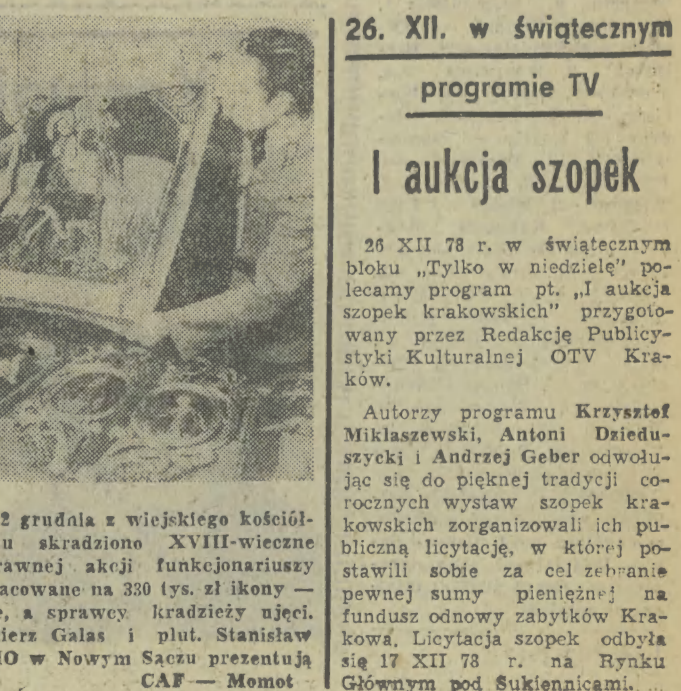 2 grudnia z wiejskiego kościół-
u skradziono XVIII-wieczne
rawnej akcji funkcjonariuszy
acowane na 330 tys. zł ikony —
e, a sprawcy kradzieży ujęci.
ierz Galas i plut. Stanisław
IO w Nowym Sączu prezentują
CAF — Momot
26. XII. w świątecznym
programie TV
I aukcja szopek
26 XII 78 r. w świątecznym
bloku „Tylko w niedzielę” po-
lecamy program pt. „I aukcja
szopek krakowskich” przygoto-
wany przez Redakcję Publicy-
styki Kulturalnej OTV Kra-
ków.
Autorzy programu Krzysztof
Miklaszewski, Antoni Dziedu-
szycki i Andrzej Geber odwołu-
jąc się do pięknej tradycji co-
rocznych wystaw szopek kra-
kowskich zorganizowali ich pu-
bliczną licytację, w której po-
stawili sobie za cel zebranie
pewnej sumy pieniężnej na
fundusz odnowy zabytków Kra-
kowa. Licytacja szopek odbyła
się 17 XII 78 r. na Rynku
Głównym pod Sukiennicami.